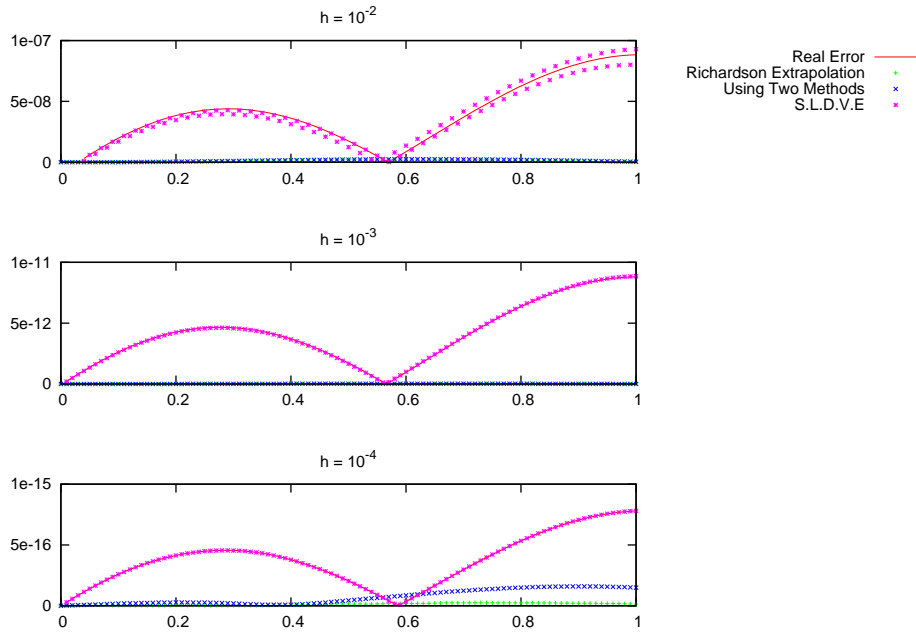 h = 10^-2
1e-07
5e-08
0
0 0.2 0.4 0.6 0.8 1
Real Error
Richardson Extrapolation
Using Two Methods
S.L.D.V.E
h = 10^-3
1e-11
5e-12
0
0 0.2 0.4 0.6 0.8 1
h = 10^-4
1e-15
5e-16
0
0 0.2 0.4 0.6 0.8 1